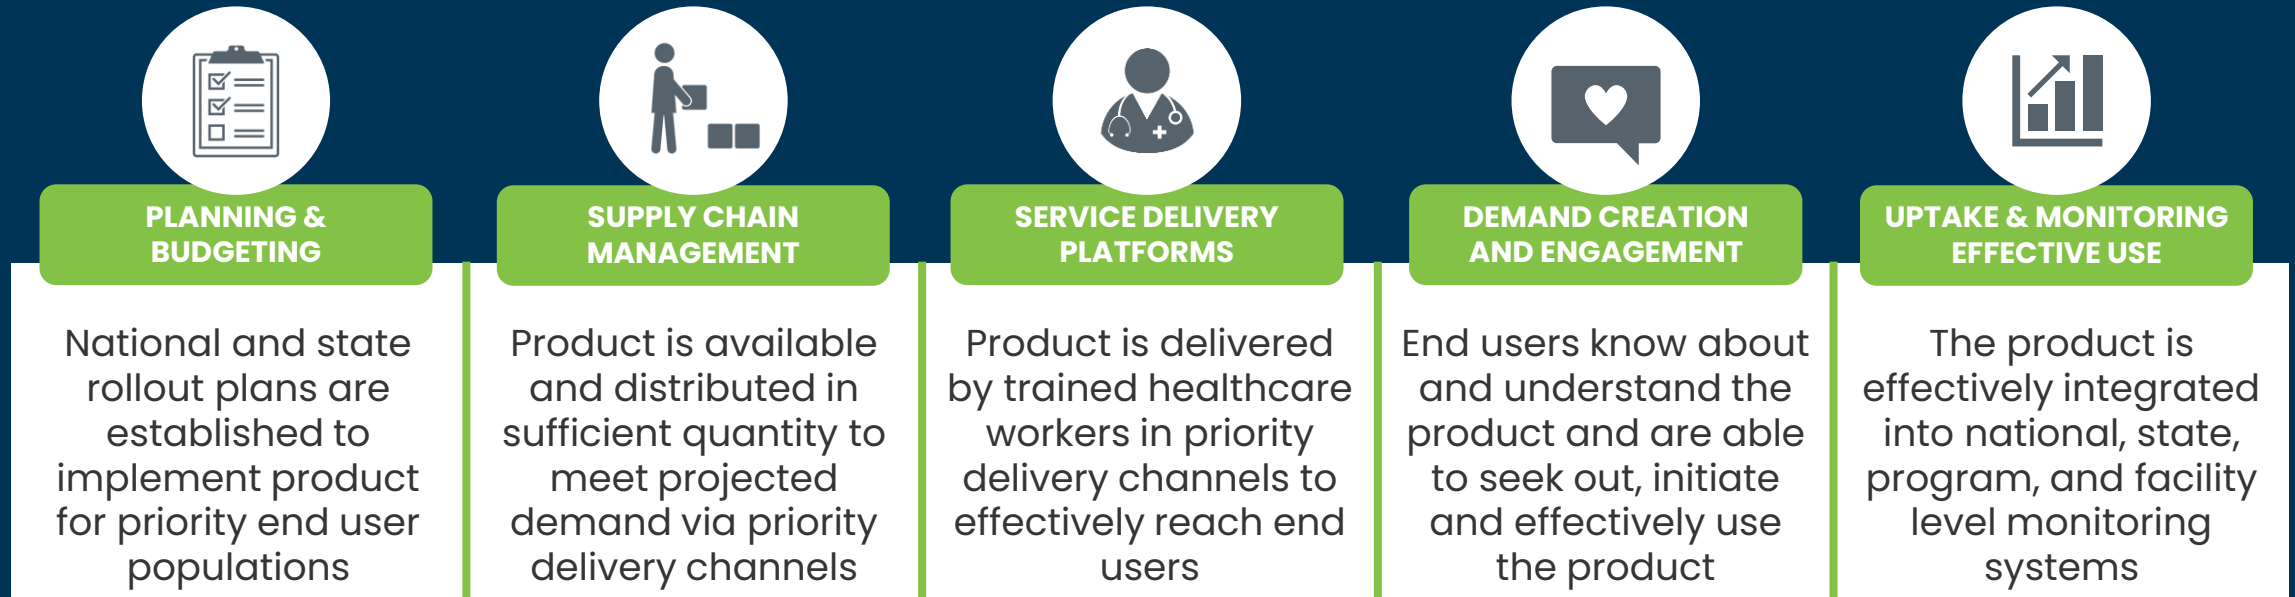 PLANNING &
BUDGETING
National and state
rollout plans are
established to
implement product
for priority end user
populations
SUPPLY CHAIN
MANAGEMENT
Product is available
and distributed in
sufficient quantity to
meet projected
demand via priority
delivery channels
SERVICE DELIVERY
PLATFORMS
Product is delivered
by trained healthcare
workers in priority
delivery channels to
effectively reach end
users
DEMAND CREATION
AND ENGAGEMENT
End users know about
and understand the
product and are able
to seek out, initiate
and effectively use
the product
UPTAKE & MONITORING
EFFECTIVE USE
The product is
effectively integrated
into national, state,
program, and facility
level monitoring
systems